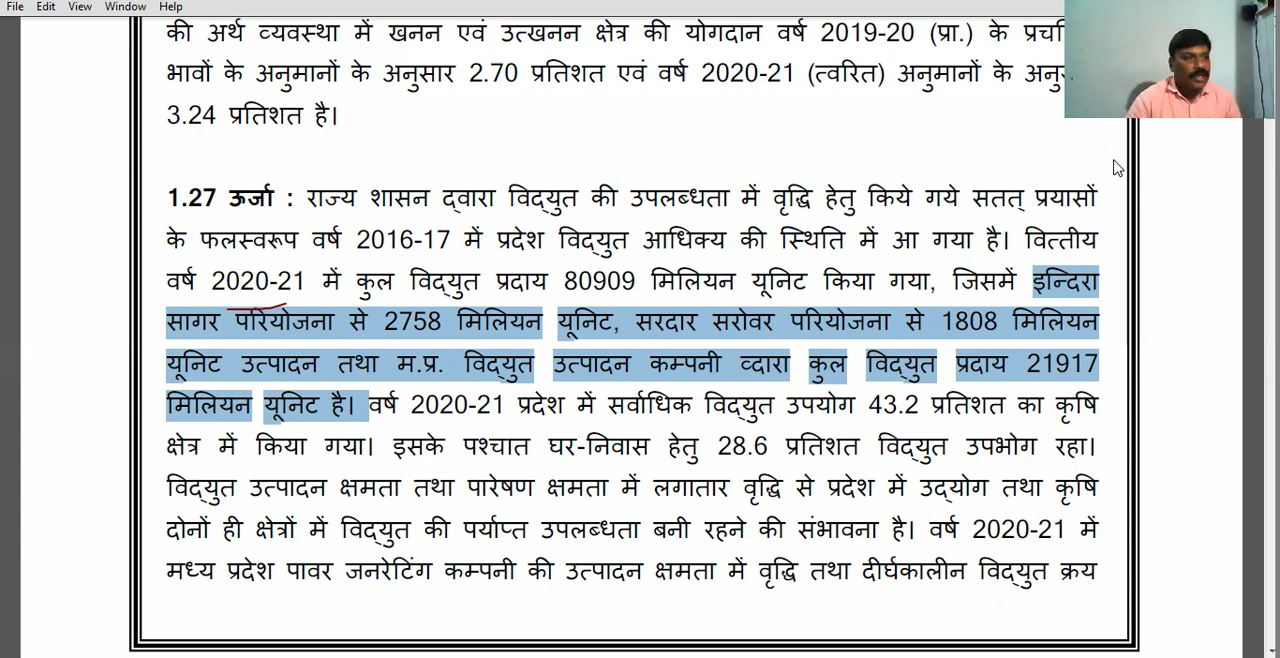 File Edit View Window Help
की अर्थ व्यवस्था में खनन एवं उत्खनन क्षेत्र की योगदान वर्ष 2019-20 (प्रा.) के
भावों के अनुमानों के अनुसार 2.70 प्रतिशत एवं वर्ष 2020-21 (त्वरित) अनुमानों के
3.24 प्रतिशत है।
1.27 ऊर्जा : राज्य शासन द्वारा विद्युत की उपलब्धता में वृद्धि हेतु किये गये सतत् प्रयासों
के फलस्वरूप वर्ष 2016-17 में प्रदेश विद्युत आधिक्य की स्थिति में आ गया है। वित्तीय
वर्ष 2020-21 में कुल विद्युत प्रदाय 80909 मिलियन यूनिट किया गया, जिसमें इन्दिरा
सागर परियोजना से 2758 मिलियन यूनिट, सरदार सरोवर परियोजना से 1808 मिलियन
यूनिट उत्पादन तथा म.प्र. विद्युत उत्पादन कम्पनी व्दारा कुल विद्युत प्रदाय 21917
मिलियन यूनिट है। वर्ष 2020-21 प्रदेश में सर्वाधिक विद्युत उपयोग 43.2 प्रतिशत का कृषि
क्षेत्र में किया गया। इसके पश्चात घर-निवास हेतु 28.6 प्रतिशत विद्युत उपभोग रहा।
विद्युत उत्पादन क्षमता तथा पारेषण क्षमता में लगातार वृद्धि से प्रदेश में उद्योग तथा कृषि
दोनों ही क्षेत्रों में विद्युत की पर्याप्त उपलब्धता बनी रहने की संभावना है। वर्ष 2020-21 में
मध्य प्रदेश पावर जनरेटिंग कम्पनी की उत्पादन क्षमता में वृद्धि तथा दीर्घकालीन विद्युत क्रय